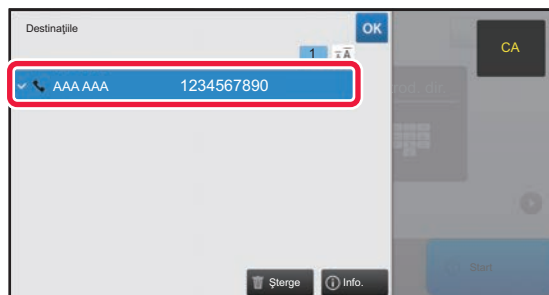 Destinaţiile
OK
CA
1
AAA AAA 1234567890
Şterge
Info.
Start